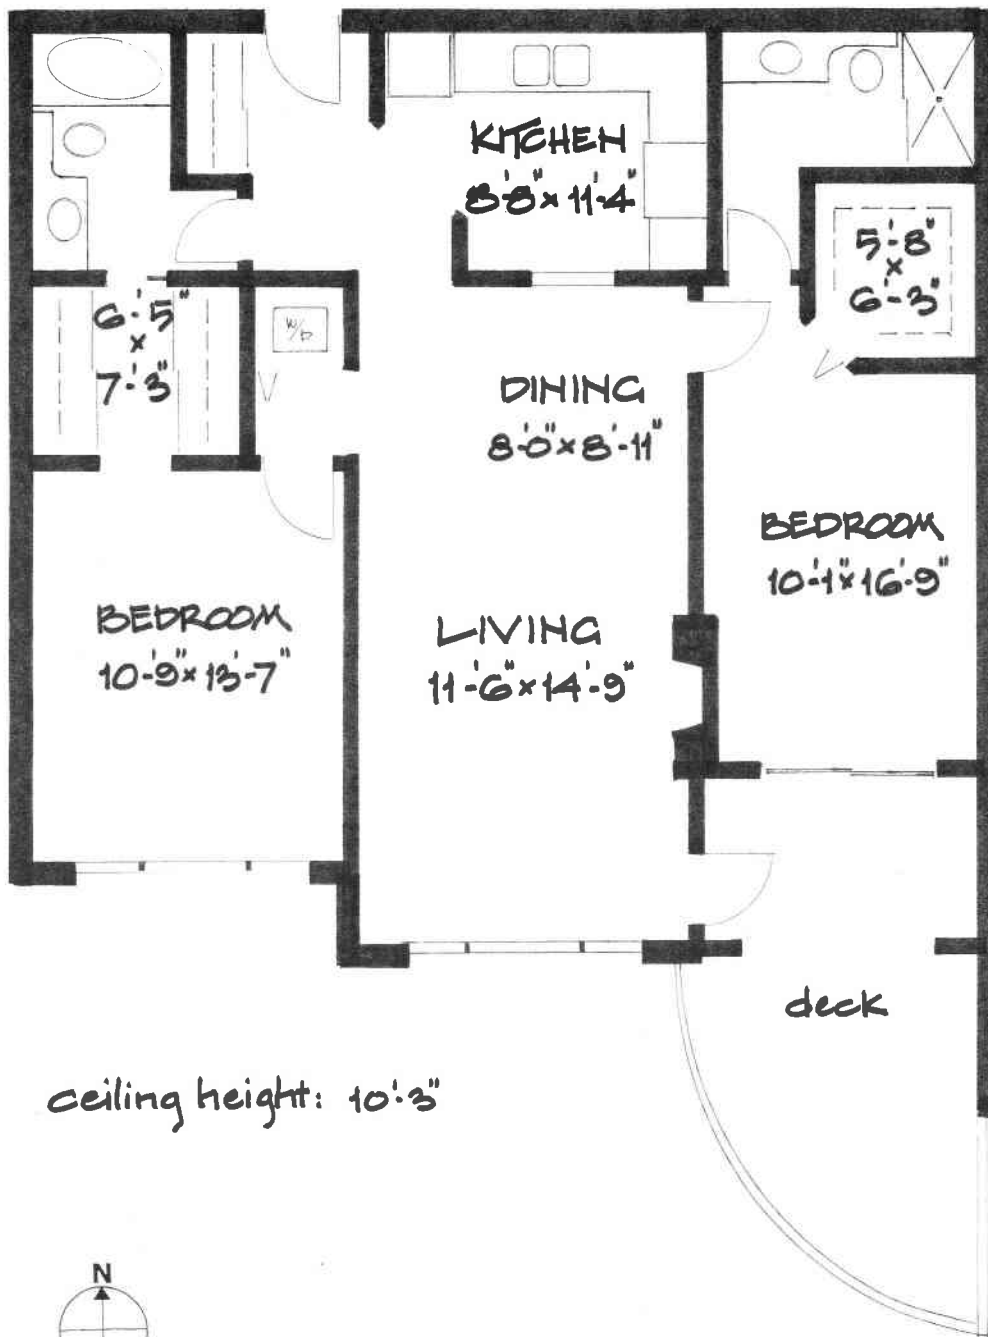 KITCHEN
8'-8" x 11'-4"
5'-8"
x
6'-3"
6'-5"
x
7'-3"
W/D
DINING
8'-0" x 8'-11"
BEDROOM
10'-1" x 16'-9"
BEDROOM
10'-9" x 13'-7"
LIVING
11'-6" x 14'-9"
deck
ceiling height: 10'-3"
N